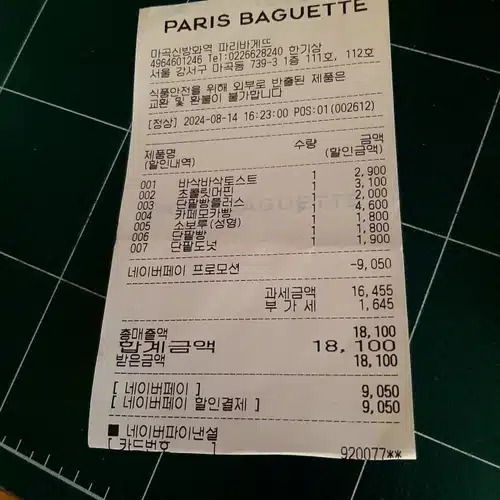 PARIS BAGUETTE
마곡신방화역 파리바게뜨
4964601246 Tel:0226628240 한기상
서울 강서구 마곡동 739-3 1층 111호, 112호
식품안전을 위해 외부로 반출된 제품은
교환 및 환불이 불가합니다
[정상] 2024-08-14 16:23:00 POS:01(002612)
제품명 수량 금액
(할인내역) (할인금액)
001 바삭바삭토스트 1 2,900
002 초콜릿머핀 1 3,100
003 단팥빵플러스 1 2,000
004 카페모카빵 1 4,600
005 소보루(성형) 1 1,800
006 단팥빵 1 1,800
007 단팥도넛 1 1,900
네이버페이 프로모션 -9,050
과세금액 16,455
부 가 세 1,645
총매출액 18,100
합계금액 18,100
받은금액 18,100
[ 네이버페이 ] 9,050
[ 네이버페이 할인결제 ] 9,050
■ 네이버파이낸셜
[ 카드번호 ] 920077**